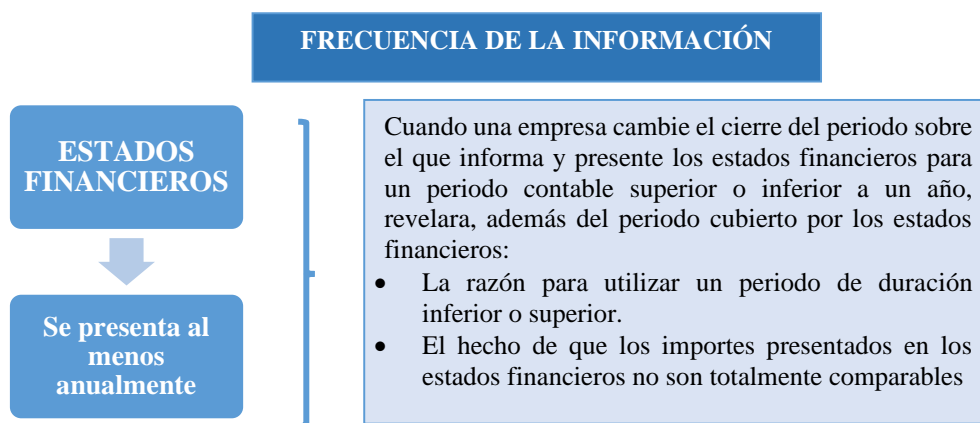 FRECUENCIA DE LA INFORMACIÓN
ESTADOS
FINANCIEROS
Se presenta al
menos
anualmente
Cuando una empresa cambie el cierre del periodo sobre
el que informa y presente los estados financieros para
un periodo contable superior o inferior a un año,
revelara, además del periodo cubierto por los estados
financieros:
• La razón para utilizar un periodo de duración
inferior o superior.
• El hecho de que los importes presentados en los
estados financieros no son totalmente comparables